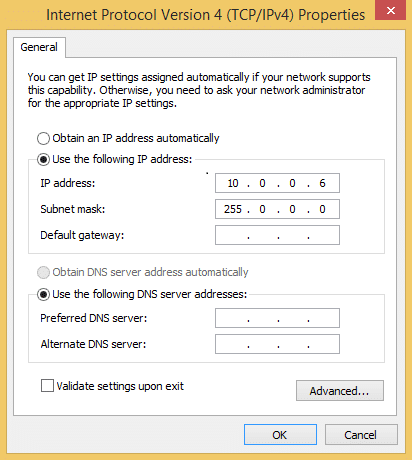 Internet Protocol Version 4 (TCP/IPv4) Properties
General
You can get IP settings assigned automatically if your network supports
this capability. Otherwise, you need to ask your network administrator
for the appropriate IP settings.
Obtain an IP address automatically
Use the following IP address:
IP address: 10 . 0 . 0 . 6
Subnet mask: 255 . 0 . 0 . 0
Default gateway: . . .
Obtain DNS server address automatically
Use the following DNS server addresses:
Preferred DNS server: . . .
Alternate DNS server: . . .
Validate settings upon exit
Advanced...
OK Cancel